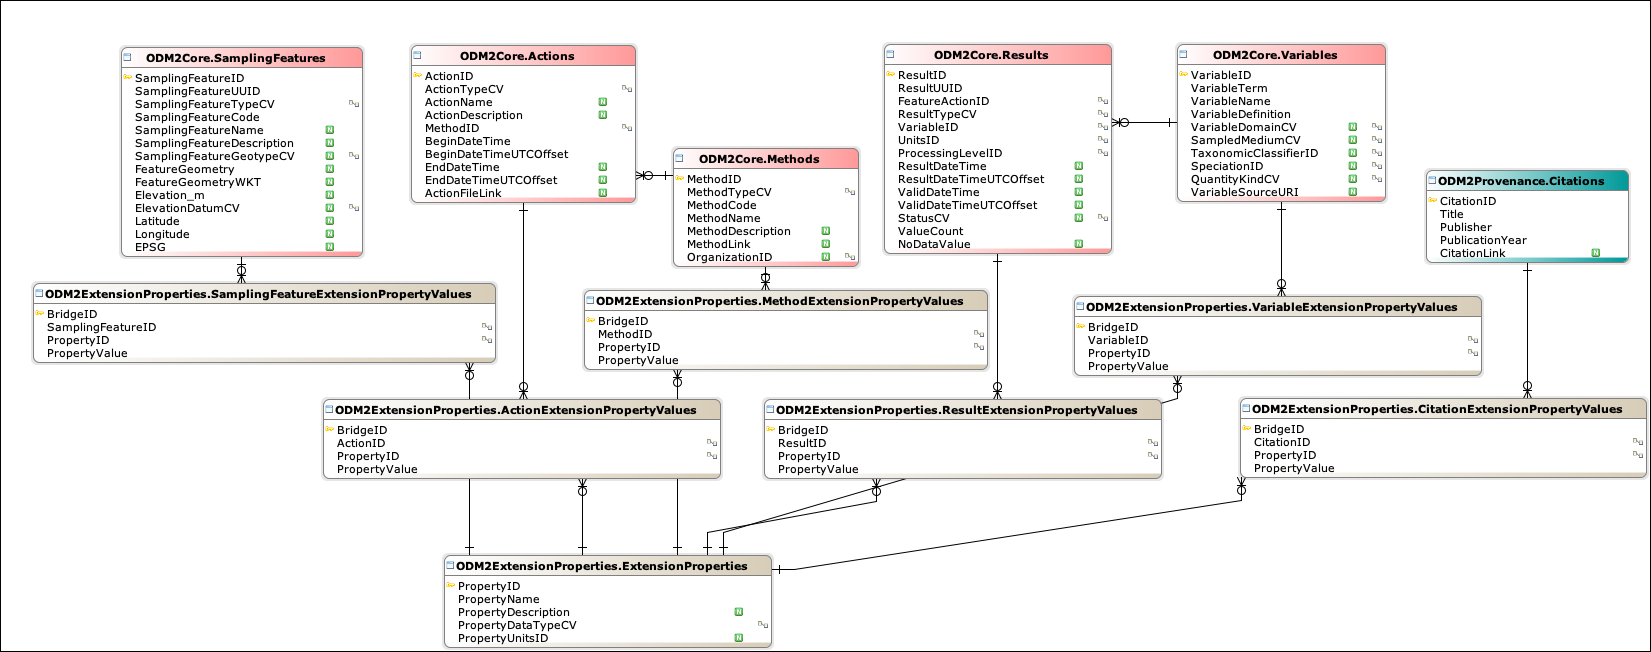 ODM2Core.SamplingFeatures
SamplingFeatureID
SamplingFeatureUUID
SamplingFeatureTypeCV
SamplingFeatureCode
SamplingFeatureName
SamplingFeatureDescription
SamplingFeatureGeotypeCV
FeatureGeometry
FeatureGeometryWKT
Elevation_m
ElevationDatumCV
Latitude
Longitude
EPSG
ODM2Core.Actions
ActionID
ActionTypeCV
ActionName
ActionDescription
MethodID
BeginDateTime
BeginDateTimeUTCOffset
EndDateTime
EndDateTimeUTCOffset
ActionFileLink
ODM2Core.Methods
MethodID
MethodTypeCV
MethodCode
MethodName
MethodDescription
MethodLink
OrganizationID
ODM2Core.Results
ResultID
ResultUUID
FeatureActionID
ResultTypeCV
VariableID
UnitsID
ProcessingLevelID
ResultDateTime
ResultDateTimeUTCOffset
ValidDateTime
ValidDateTimeUTCOffset
StatusCV
ValueCount
NoDataValue
ODM2Core.Variables
VariableID
VariableTerm
VariableName
VariableDefinition
VariableDomainCV
SampledMediumCV
TaxonomicClassifierID
SpeciationID
QuantityKindCV
VariableSourceURI
ODM2Provenance.Citations
CitationID
Title
Publisher
PublicationYear
CitationLink
ODM2ExtensionProperties.SamplingFeatureExtensionPropertyValues
BridgeID
SamplingFeatureID
PropertyID
PropertyValue
ODM2ExtensionProperties.MethodExtensionPropertyValues
BridgeID
MethodID
PropertyID
PropertyValue
ODM2ExtensionProperties.VariableExtensionPropertyValues
BridgeID
VariableID
PropertyID
PropertyValue
ODM2ExtensionProperties.ActionExtensionPropertyValues
BridgeID
ActionID
PropertyID
PropertyValue
ODM2ExtensionProperties.ResultExtensionPropertyValues
BridgeID
ResultID
PropertyID
PropertyValue
ODM2ExtensionProperties.CitationExtensionPropertyValues
BridgeID
CitationID
PropertyID
PropertyValue
ODM2ExtensionProperties.ExtensionProperties
PropertyID
PropertyName
PropertyDescription
PropertyDataTypeCV
PropertyUnitsID